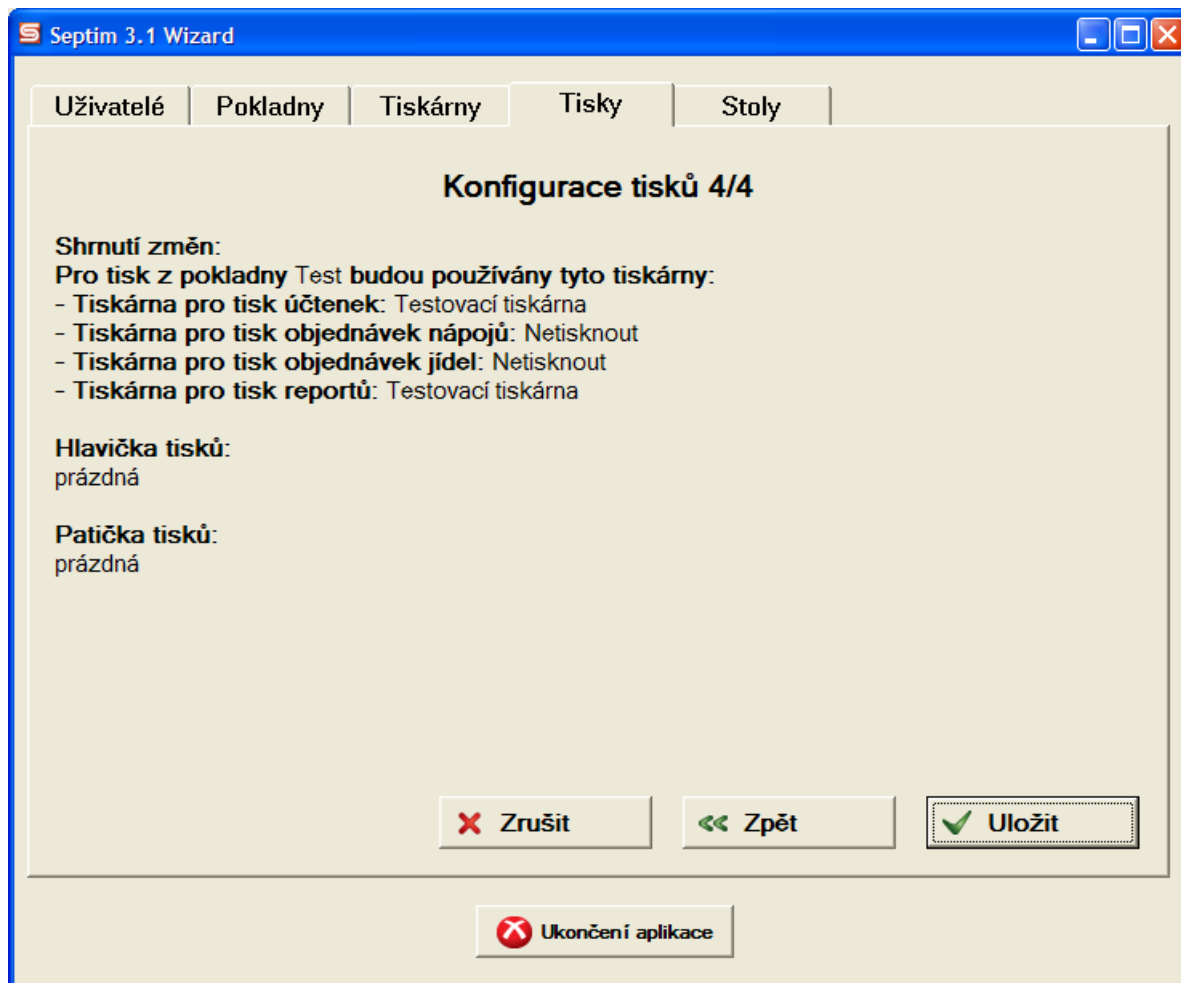 Septim 3.1 Wizard
Uživatelé Pokladny Tiskárny Tisky Stoly
Konfigurace tisků 4/4
Shrnutí změn:
Pro tisk z pokladny Test budou používány tyto tiskárny:
- Tiskárna pro tisk účtenek: Testovací tiskárna
- Tiskárna pro tisk objednávek nápojů: Netisknout
- Tiskárna pro tisk objednávek jídel: Netisknout
- Tiskárna pro tisk reportů: Testovací tiskárna
Hlavička tisků:
prázdná
Patička tisků:
prázdná
Zrušit << Zpět Uložit
Ukončení aplikace